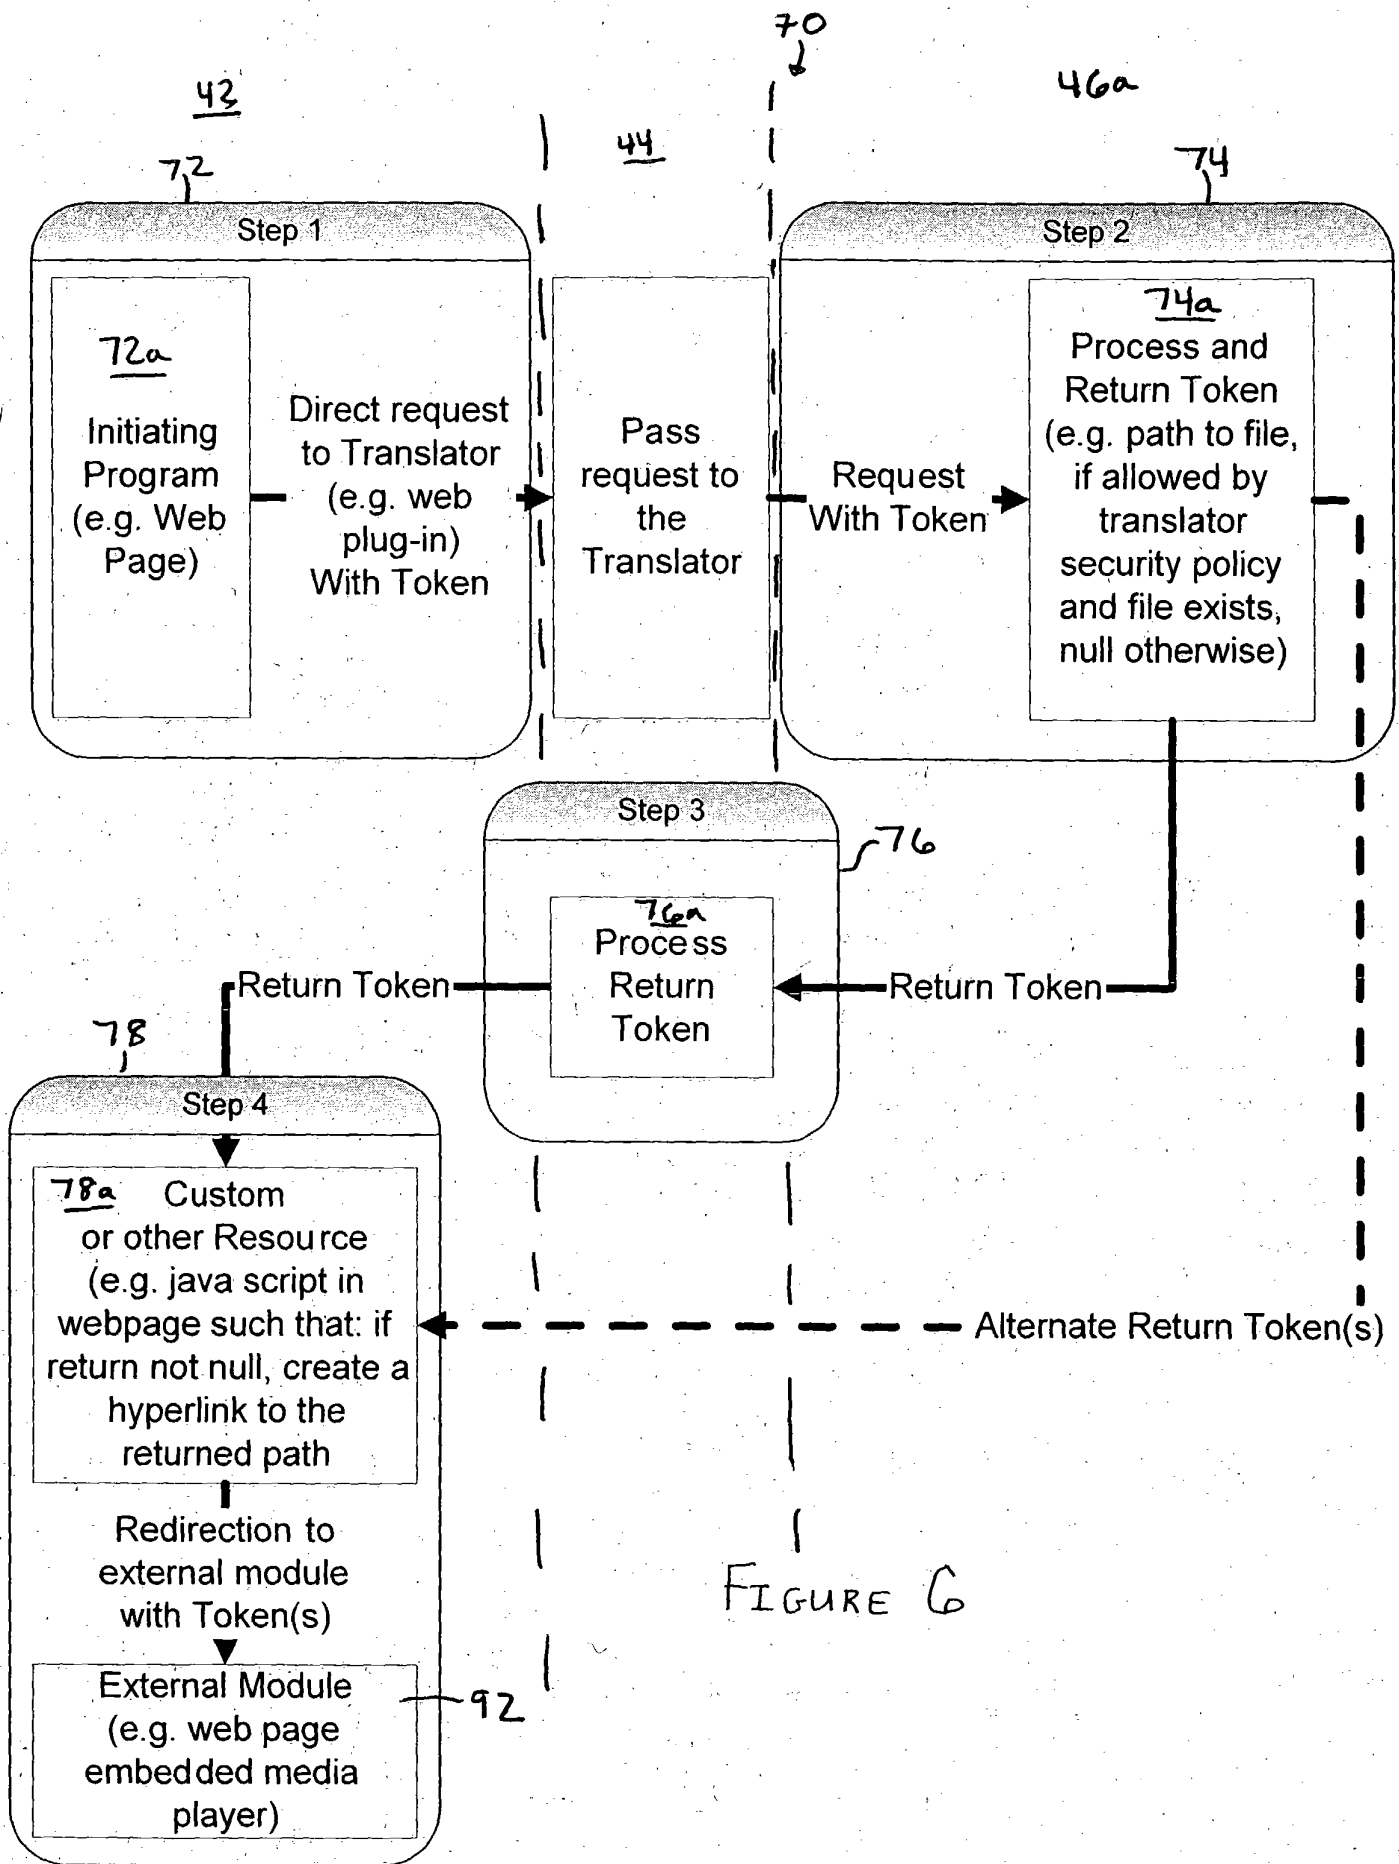 70
43
44
46a
72
74
Step 1
Step 2
72a
Initiating
Program
(e.g. Web
Page)
Direct request
to Translator
(e.g. web
plug-in)
With Token
Pass
request to
the
Translator
Request
With Token
74a
Process and
Return Token
(e.g. path to file,
if allowed by
translator
security policy
and file exists,
null otherwise)
Step 3
76
76a
Process
Return
Token
Return Token
Return Token
78
Step 4
78a Custom
or other Resource
(e.g. java script in
webpage such that: if
return not null, create a
hyperlink to the
returned path
Alternate Return Token(s)
Redirection to
external module
with Token(s)
External Module
(e.g. web page
embedded media
player)
92
FIGURE 6